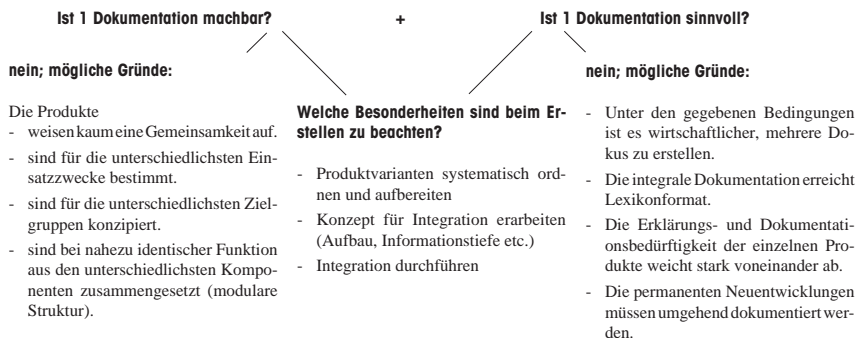 Ist 1 Dokumentation machbar? + Ist 1 Dokumentation sinnvoll?
nein; mögliche Gründe:
Die Produkte
- weisen kaum eine Gemeinsamkeit auf.
- sind für die unterschiedlichsten Ein-
satzzwecke bestimmt.
- sind für die unterschiedlichsten Ziel-
gruppen konzipiert.
- sind bei nahezu identischer Funktion
aus den unterschiedlichsten Kompo-
nenten zusammengesetzt (modulare
Struktur).
Welche Besonderheiten sind beim Er-
stellen zu beachten?
- Produktvarianten systematisch ord-
nen und aufbereiten
- Konzept für Integration erarbeiten
(Aufbau, Informationstiefe etc.)
- Integration durchführen
nein; mögliche Gründe:
- Unter den gegebenen Bedingungen
ist es wirtschaftlicher, mehrere Do-
kus zu erstellen.
- Die integrale Dokumentation erreicht
Lexikonformat.
- Die Erklärungs- und Dokumentati-
onsbedürftigkeit der einzelnen Pro-
dukte weicht stark voneinander ab.
- Die permanenten Neuentwicklungen
müssen umgehend dokumentiert wer-
den.